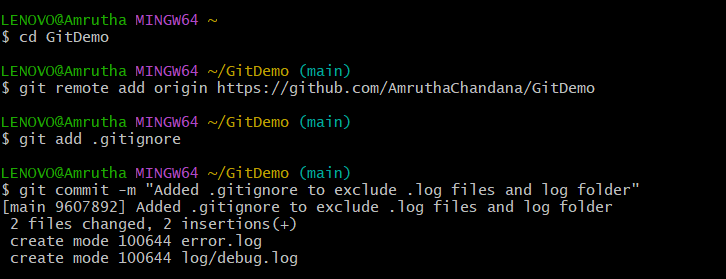 LENOVO@Amrutha MINGW64 ~
$ cd GitDemo
LENOVO@Amrutha MINGW64 ~/GitDemo (main)
$ git remote add origin https://github.com/AmruthaChandana/GitDemo
LENOVO@Amrutha MINGW64 ~/GitDemo (main)
$ git add .gitignore
LENOVO@Amrutha MINGW64 ~/GitDemo (main)
$ git commit -m "Added .gitignore to exclude .log files and log folder"
[main 9607892] Added .gitignore to exclude .log files and log folder
 2 files changed, 2 insertions(+)
 create mode 100644 error.log
 create mode 100644 log/debug.log